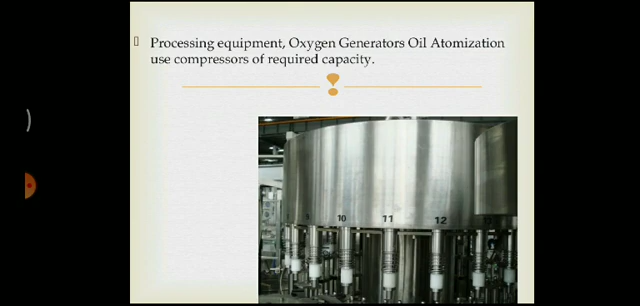 Processing equipment, Oxygen Generators Oil Atomization
use compressors of required capacity.
10
11
12